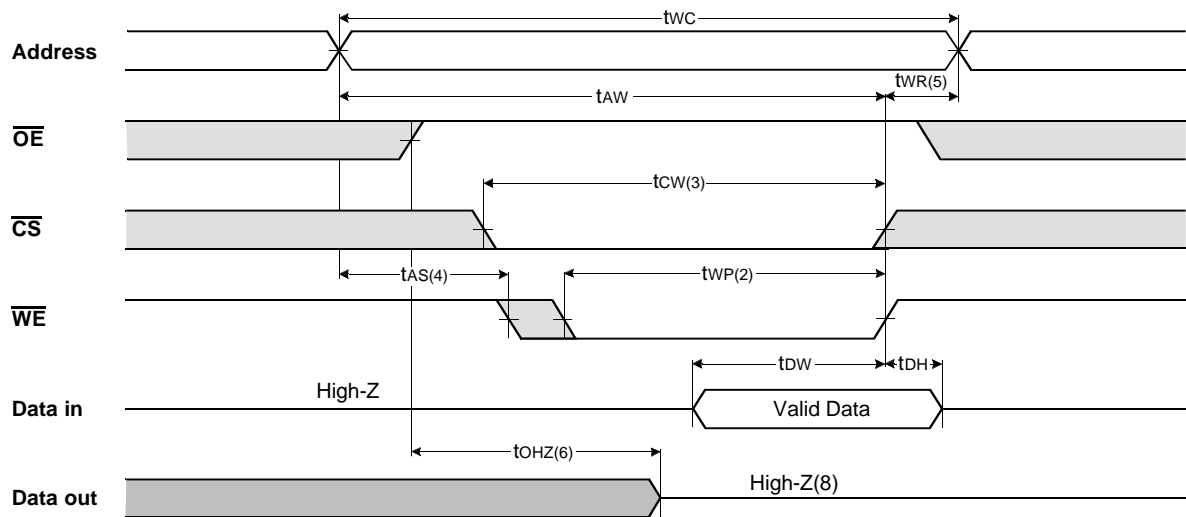 tWC
Address
tWR(5)
tAW
OE
tCW(3)
CS
tAS(4)
tWP(2)
WE
tDW
tDH
High-Z
Data in
Valid Data
tOHZ(6)
High-Z(8)
Data out